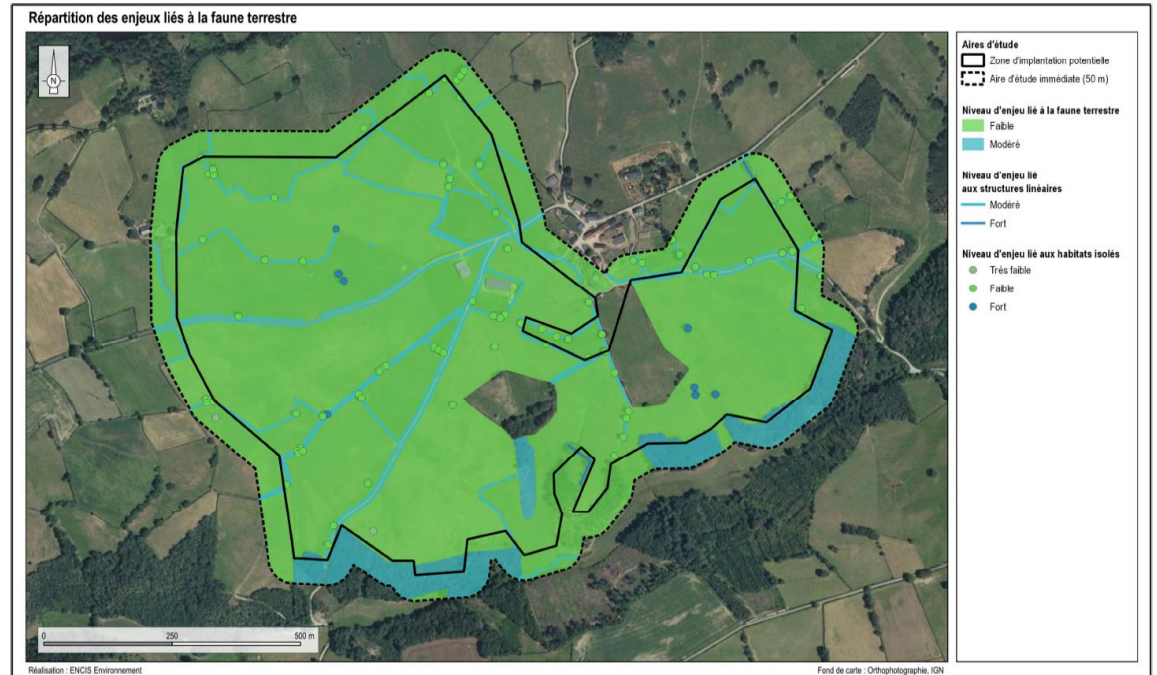 Répartition des enjeux liés à la faune terrestre
N
Aires d'étude
Zone d'implantation potentielle
Aire d'étude immédiate (50 m)
Niveau d'enjeu lié à la faune terrestre
Faible
Modéré
Niveau d'enjeu lié
aux structures linéaires
Modéré
Fort
Niveau d'enjeu lié aux habitats isolés
Très faible
Faible
Fort
0 250 500 m
Réalisation : ENCIS Environnement
Fond de carte : Orthophotographie, IGN